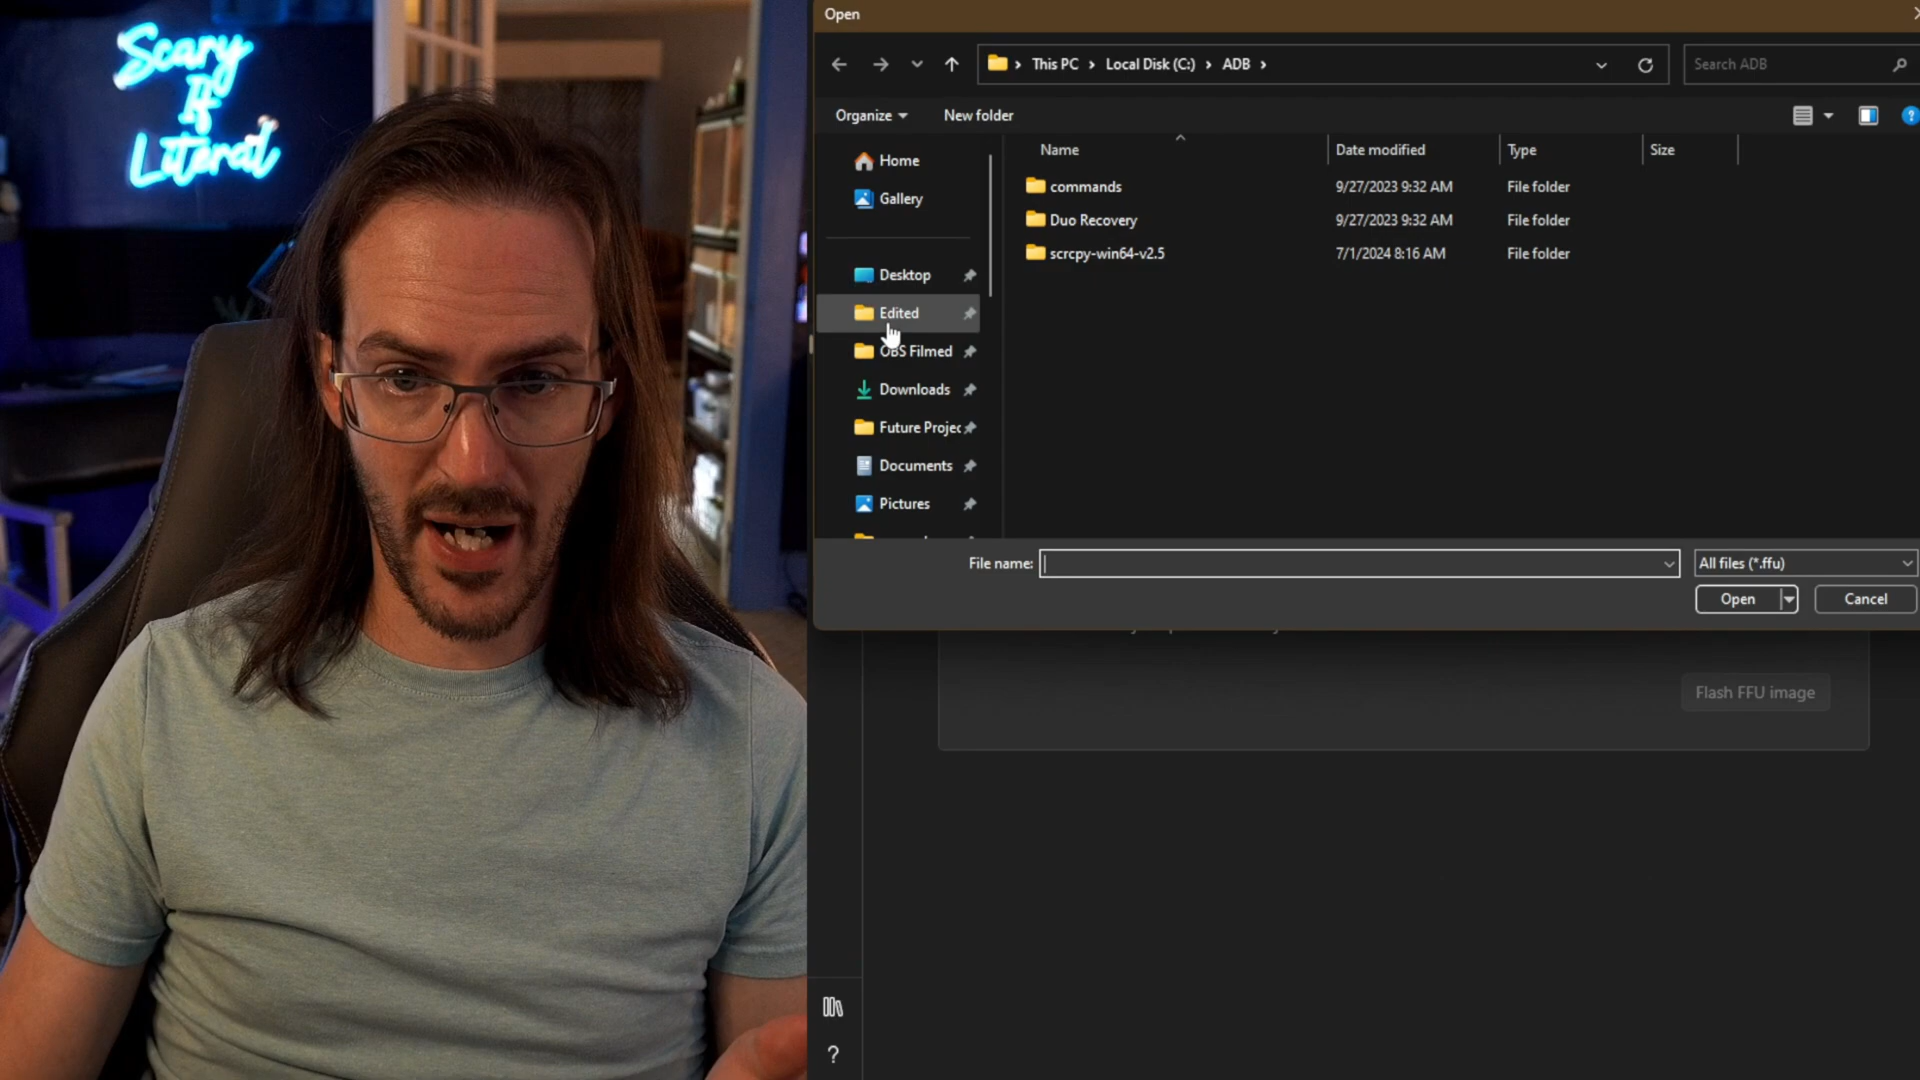 Scary
If
Literal
Open
This PC > Local Disk (C:) > ADB >
Search ADB
Organize
New folder
Name
Date modified
Type
Size
Home
Gallery
Desktop
Edited
OBS Filmed
Downloads
Future Projec
Documents
Pictures
commands 9/27/2023 9:32 AM File folder
Duo Recovery 9/27/2023 9:32 AM File folder
scrcpy-win64-v2.5 7/1/2024 8:16 AM File folder
File name:
All files (*.ffu)
Open
Cancel
Flash FFU image
?